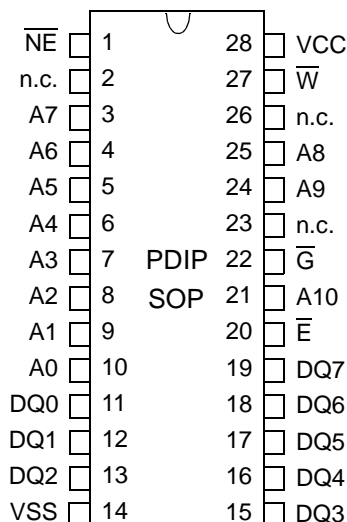 N̅E̅ 1 28 VCC
n.c. 2 27 W̅
A7 3 26 n.c.
A6 4 25 A8
A5 5 24 A9
A4 6 23 n.c.
A3 7 PDIP 22 G̅
A2 8 SOP 21 A10
A1 9 20 E̅
A0 10 19 DQ7
DQ0 11 18 DQ6
DQ1 12 17 DQ5
DQ2 13 16 DQ4
VSS 14 15 DQ3